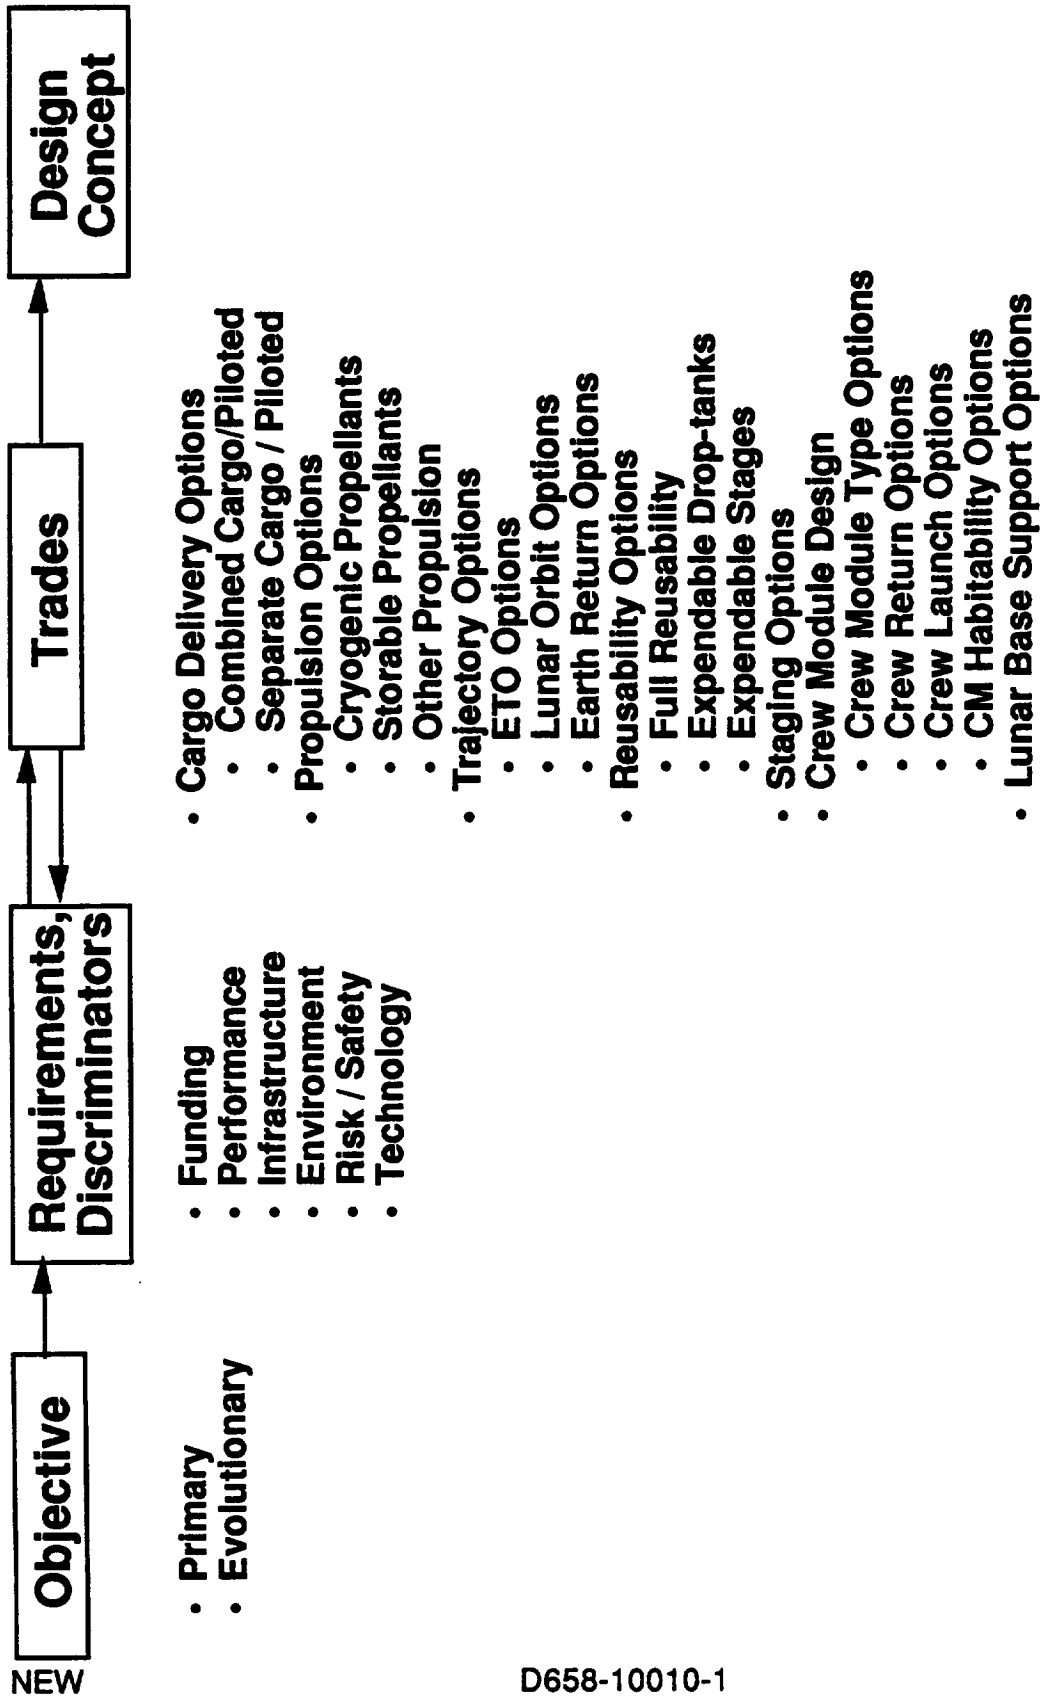 Objective
Requirements,
Discriminators
Trades
Design
Concept
• Primary
• Evolutionary
• Funding
• Performance
• Infrastructure
• Environment
• Risk / Safety
• Technology
• Cargo Delivery Options
• Combined Cargo/Piloted
• Separate Cargo / Piloted
• Propulsion Options
• Cryogenic Propellants
• Storable Propellants
• Other Propulsion
• Trajectory Options
• ETO Options
• Lunar Orbit Options
• Earth Return Options
• Reusability Options
• Full Reusability
• Expendable Drop-tanks
• Expendable Stages
• Staging Options
• Crew Module Design
• Crew Module Type Options
• Crew Return Options
• Crew Launch Options
• CM Habitability Options
• Lunar Base Support Options
NEW
D658-10010-1